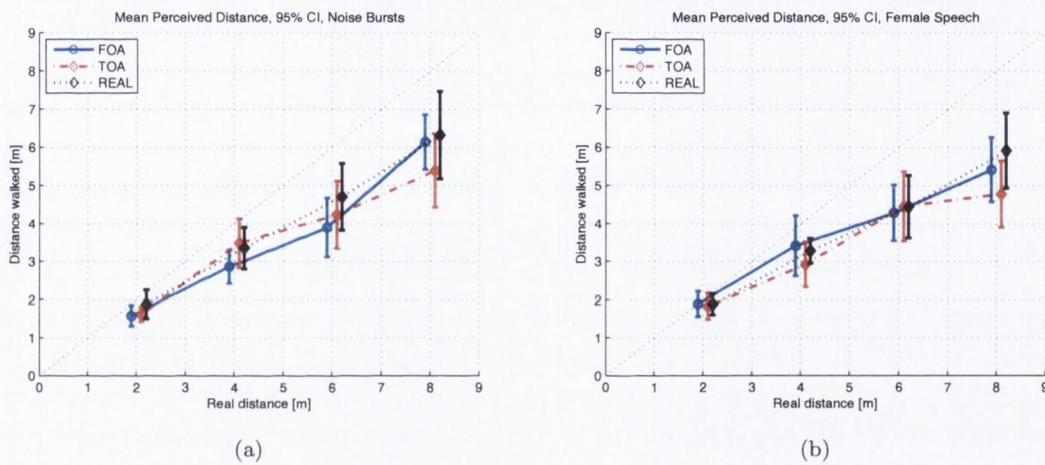 Mean Perceived Distance, 95% CI, Noise Bursts
9
8
7
6
5
4
3
2
1
0
Distance walked [m]
FOA
TOA
REAL
0 1 2 3 4 5 6 7 8 9
Real distance [m]
(a)
Mean Perceived Distance, 95% CI, Female Speech
9
8
7
6
5
4
3
2
1
0
Distance walked [m]
FOA
TOA
REAL
0 1 2 3 4 5 6 7 8 9
Real distance [m]
(b)